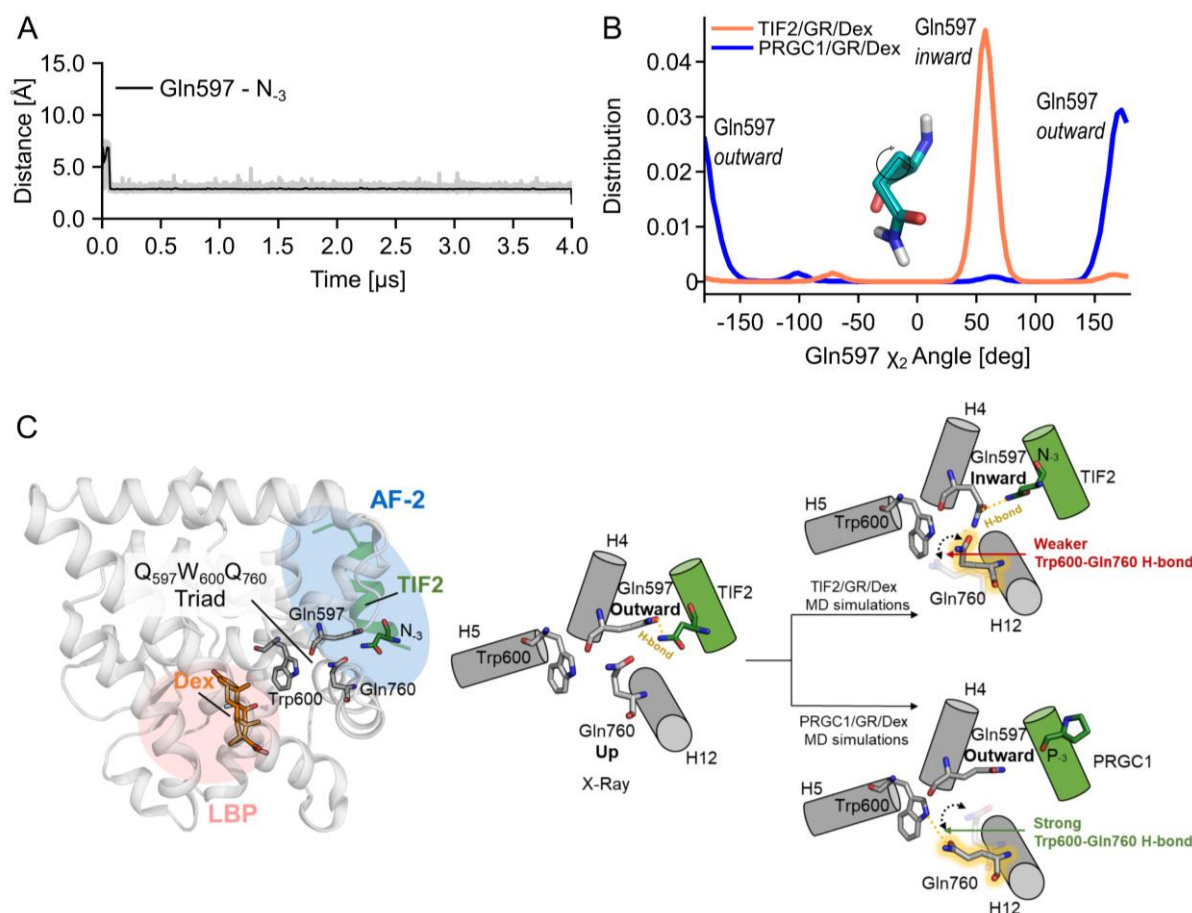 A
15.0
10.0
5.0
0.0
Distance [Å]
Gln597 - N-3
0.0 0.5 1.0 1.5 2.0 2.5 3.0 3.5 4.0
Time [µs]
B
TIF2/GR/Dex
PRGC1/GR/Dex
Gln597
inward
Gln597
outward
Gln597
outward
0.04
0.03
0.02
0.01
0
Distribution
-150 -100 -50 0 50 100 150
Gln597 χ2 Angle [deg]
C
AF-2
Q597W600Q760
Triad
TIF2
Gln597
N-3
Trp600
Gln760
Dex
LBP
H4
Gln597
Outward
TIF2
H5
Trp600
H-bond
Gln760
Up
H12
X-Ray
TIF2/GR/Dex
MD simulations
PRGC1/GR/Dex
MD simulations
H4
Gln597
Inward
N-3
TIF2
H5
Trp600
H-bond
Weaker
Trp600-Gln760 H-bond
Gln760
H12
H4
Gln597
Outward
P-3
PRGC1
H5
Trp600
Strong
Trp600-Gln760 H-bond
Gln760
H12